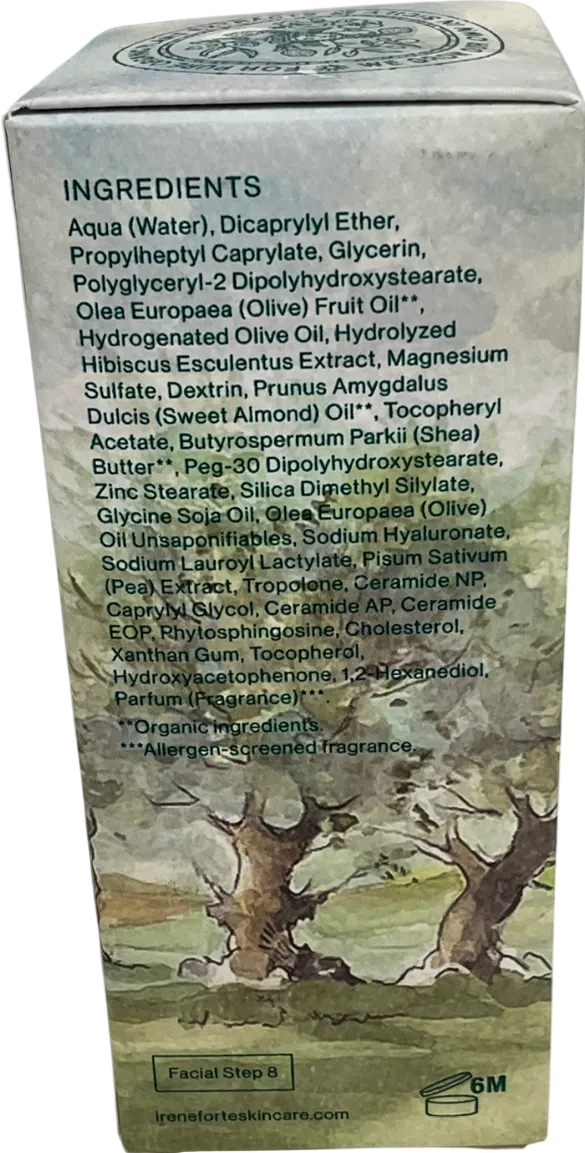 INGREDIENTS
Aqua (Water), Dicaprylyl Ether,
Propylheptyl Caprylate, Glycerin,
Polyglyceryl-2 Dipolyhydroxystearate,
Olea Europaea (Olive) Fruit Oil**,
Hydrogenated Olive Oil, Hydrolyzed
Hibiscus Esculentus Extract, Magnesium
Sulfate, Dextrin, Prunus Amygdalus
Dulcis (Sweet Almond) Oil**, Tocopheryl
Acetate, Butyrospermum Parkii (Shea)
Butter**, Peg-30 Dipolyhydroxystearate,
Zinc Stearate, Silica Dimethyl Silylate,
Glycine Soja Oil, Olea Europaea (Olive)
Oil Unsaponifiables, Sodium Hyaluronate,
Sodium Lauroyl Lactylate, Pisum Sativum
(Pea) Extract, Tropolone, Ceramide NP,
Caprylyl Glycol, Ceramide AP, Ceramide
EOP, Phytosphingosine, Cholesterol,
Xanthan Gum, Tocopherol,
Hydroxyacetophenone, 1,2-Hexanediol,
Parfum (Fragrance)***.
**Organic ingredients.
***Allergen-screened fragrance.
Facial Step 8
6M
ireneforteskincare.com